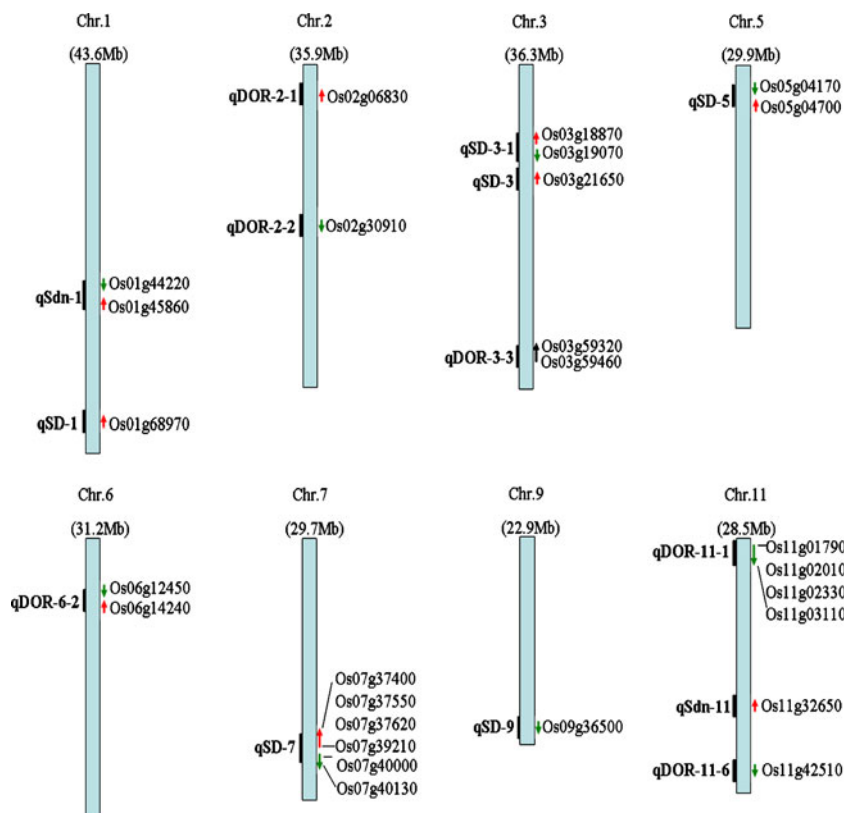 Chr.1
(43.6Mb)
qSdn-1
Os01g44220
Os01g45860
qSD-1
Os01g68970
Chr.2
(35.9Mb)
qDOR-2-1
Os02g06830
qDOR-2-2
Os02g30910
Chr.3
(36.3Mb)
qSD-3-1
Os03g18870
Os03g19070
qSD-3
Os03g21650
qDOR-3-3
Os03g59320
Os03g59460
Chr.5
(29.9Mb)
qSD-5
Os05g04170
Os05g04700
Chr.6
(31.2Mb)
qDOR-6-2
Os06g12450
Os06g14240
Chr.7
(29.7Mb)
qSD-7
Os07g37400
Os07g37550
Os07g37620
Os07g39210
Os07g40000
Os07g40130
Chr.9
(22.9Mb)
qSD-9
Os09g36500
Chr.11
(28.5Mb)
qDOR-11-1
Os11g01790
Os11g02010
Os11g02330
Os11g03110
qSdn-11
Os11g32650
qDOR-11-6
Os11g42510